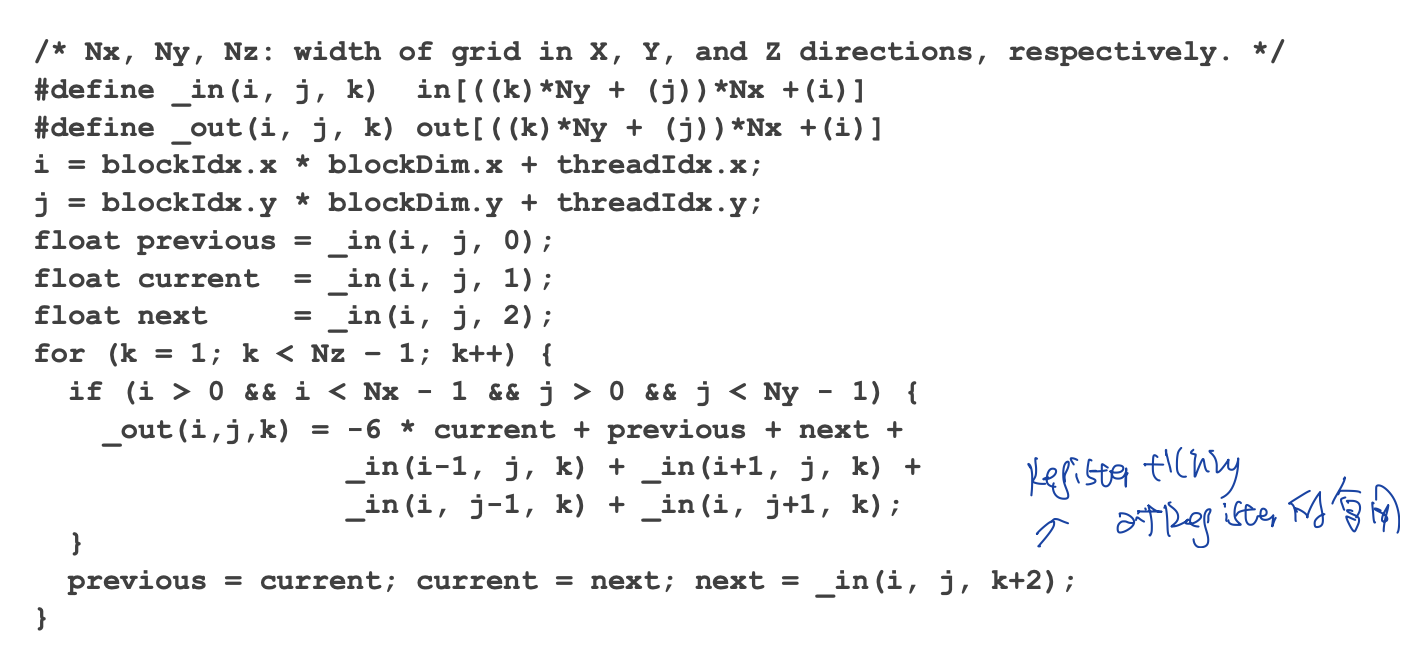 /* Nx, Ny, Nz: width of grid in X, Y, and Z directions, respectively. */
#define _in(i, j, k)  in[((k)*Ny + (j))*Nx +(i)]
#define _out(i, j, k) out[((k)*Ny + (j))*Nx +(i)]
i = blockIdx.x * blockDim.x + threadIdx.x;
j = blockIdx.y * blockDim.y + threadIdx.y;
float previous = _in(i, j, 0);
float current  = _in(i, j, 1);
float next     = _in(i, j, 2);
for (k = 1; k < Nz - 1; k++) {
  if (i > 0 && i < Nx - 1 && j > 0 && j < Ny - 1) {
    _out(i,j,k) = -6 * current + previous + next +
                  _in(i-1, j, k) + _in(i+1, j, k) +
                  _in(i, j-1, k) + _in(i, j+1, k);
Register tiling
对Register的复用
  }
  previous = current; current = next; next = _in(i, j, k+2);
}